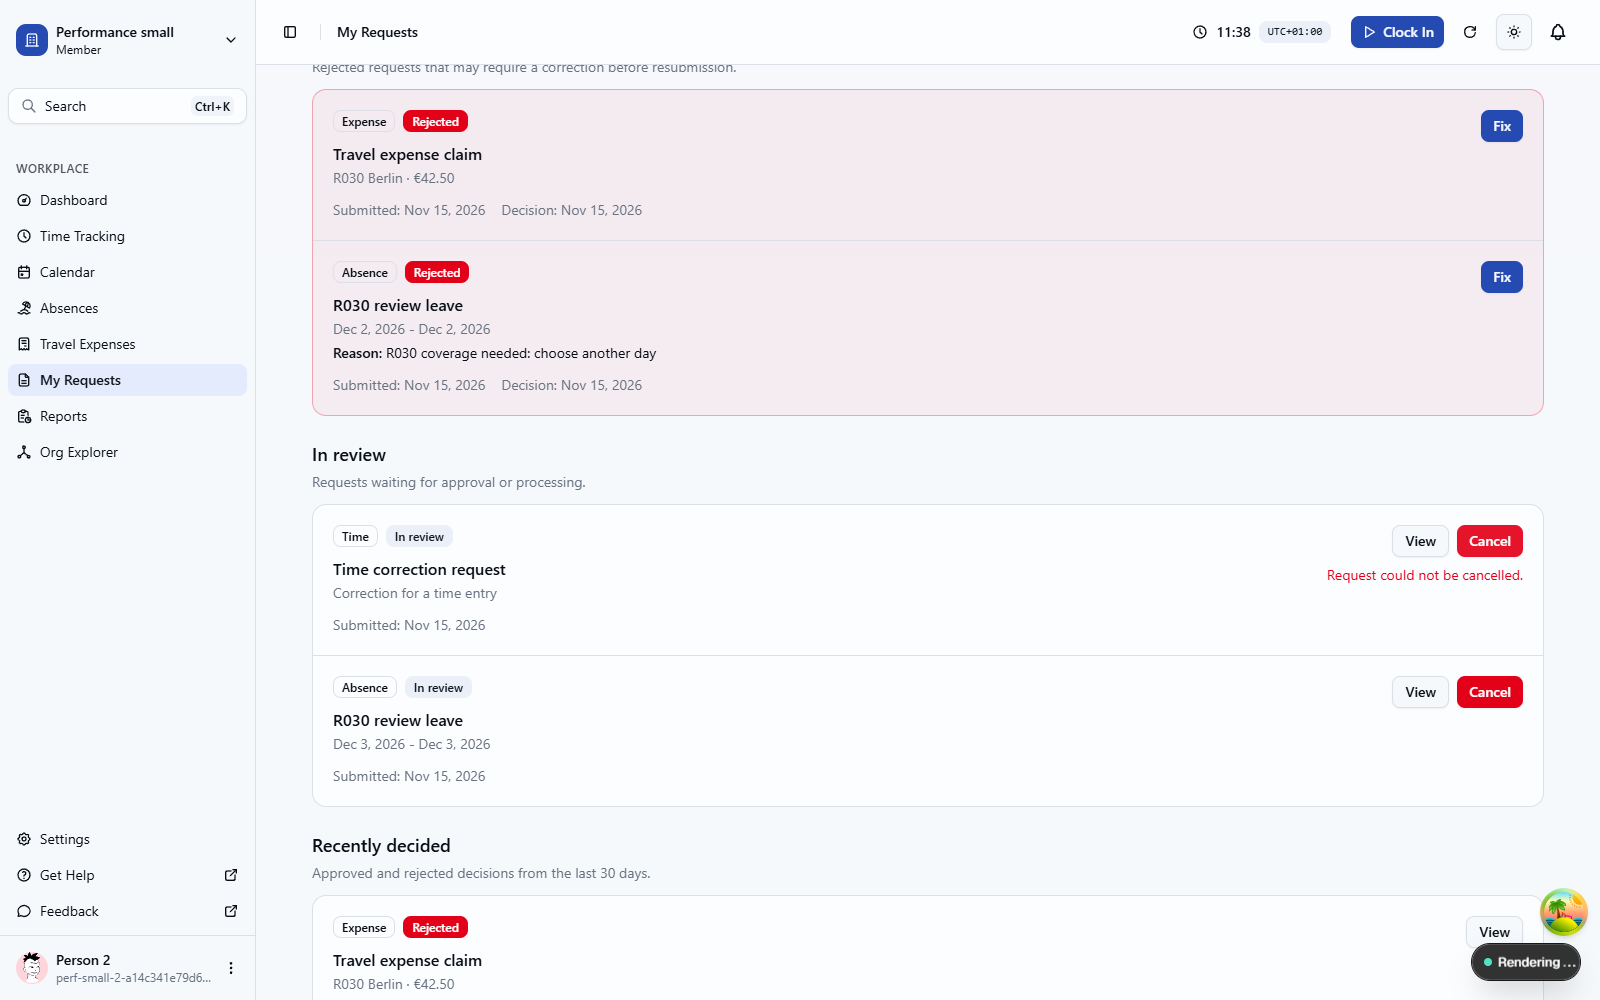 Performance small
Member
Search
Ctrl+K
WORKPLACE
Dashboard
Time Tracking
Calendar
Absences
Travel Expenses
My Requests
Reports
Org Explorer
Settings
Get Help
Feedback
Person 2
perf-small-2-a14c341e79d6...
My Requests
11:38
UTC+01:00
Clock In
Rejected requests that may require a correction before resubmission.
Expense
Rejected
Fix
Travel expense claim
R030 Berlin · €42.50
Submitted: Nov 15, 2026 Decision: Nov 15, 2026
Absence
Rejected
Fix
R030 review leave
Dec 2, 2026 - Dec 2, 2026
Reason: R030 coverage needed: choose another day
Submitted: Nov 15, 2026 Decision: Nov 15, 2026
In review
Requests waiting for approval or processing.
Time
In review
View
Cancel
Time correction request
Request could not be cancelled.
Correction for a time entry
Submitted: Nov 15, 2026
Absence
In review
View
Cancel
R030 review leave
Dec 3, 2026 - Dec 3, 2026
Submitted: Nov 15, 2026
Recently decided
Approved and rejected decisions from the last 30 days.
Expense
Rejected
View
Travel expense claim
Rendering ...
R030 Berlin · €42.50